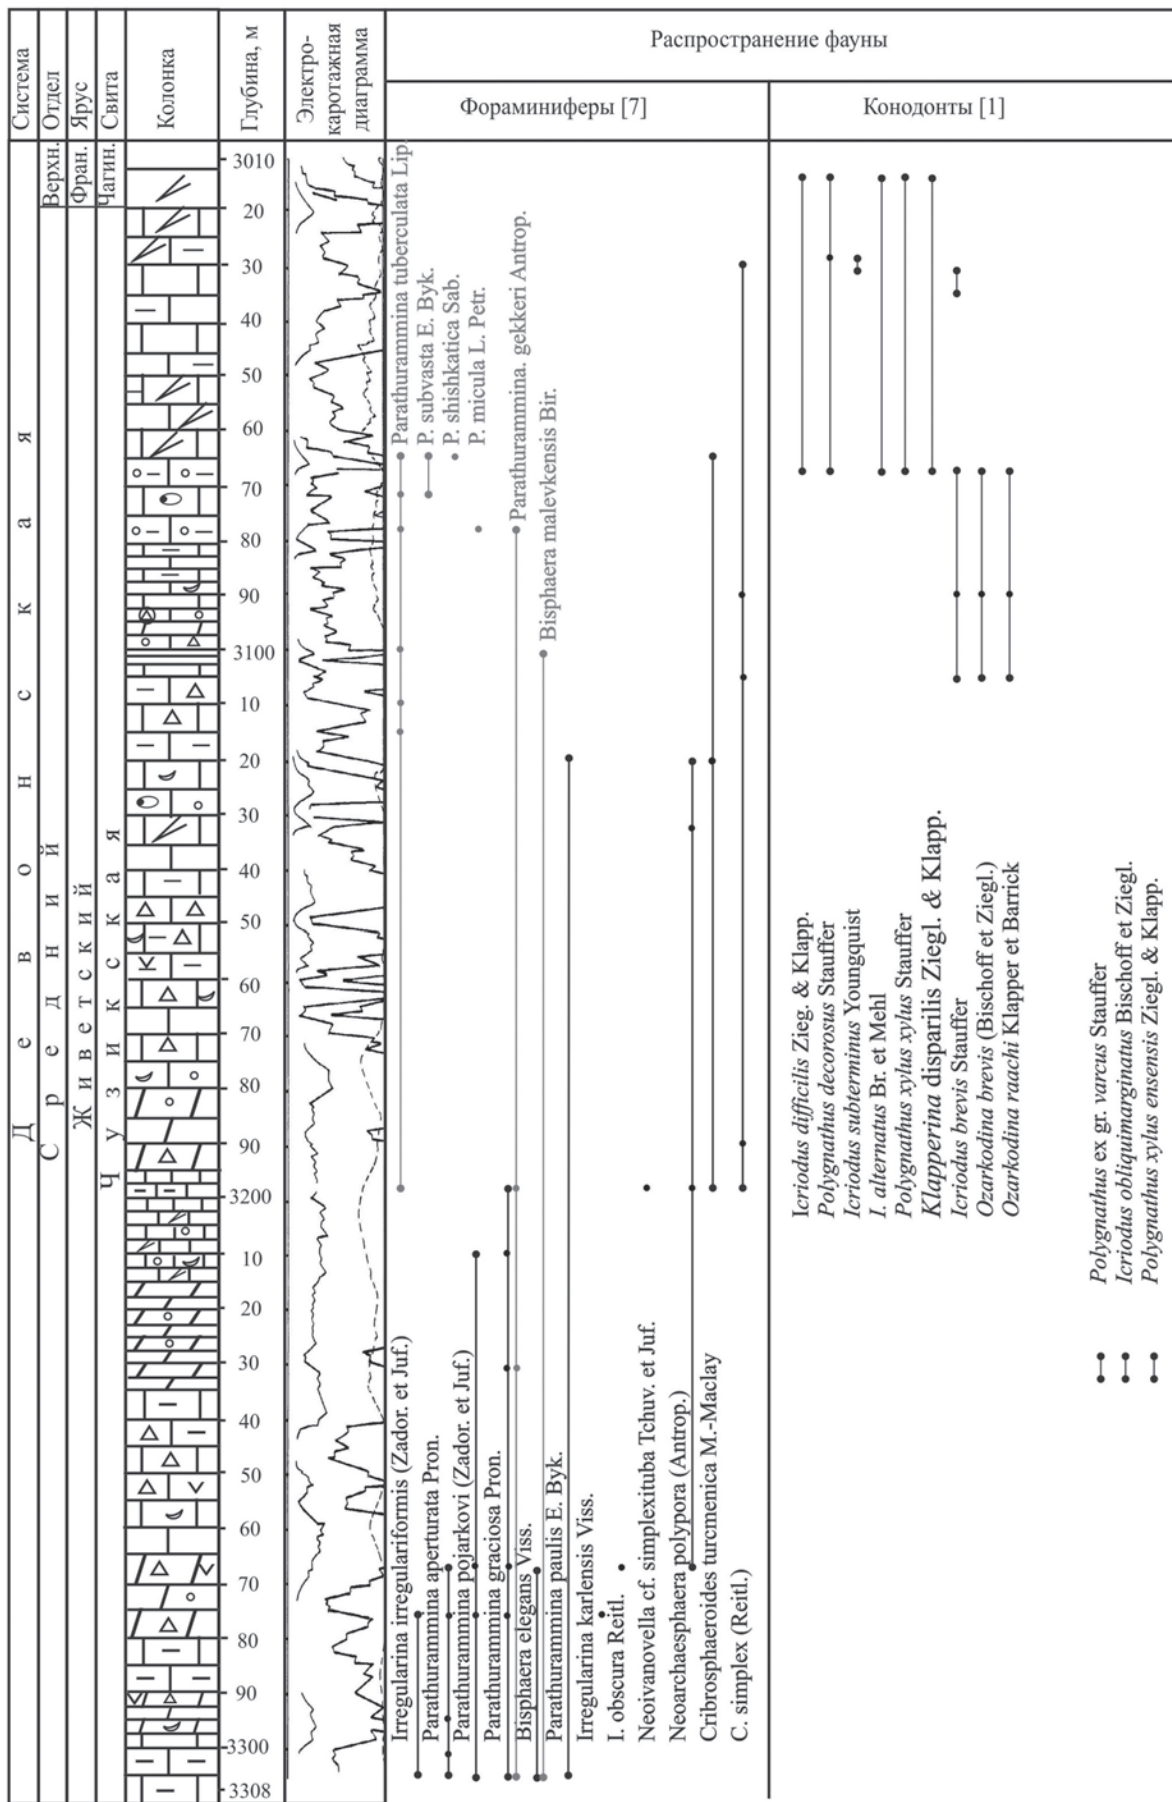 Система
Отдел
Ярус
Свита
Колонка
Глубина, м
Электро-
каротажная
диаграмма
Распространение фауны
Фораминиферы [7]
Конодонты [1]
Девонская
Верхн.
Фран.
Чагин.
Средний
Живетский
Чузикская
3010
20
30
40
50
60
70
80
90
3100
10
20
30
40
50
60
70
80
90
3200
10
20
30
40
50
60
70
80
90
3300
3308
Parathurammina tuberculata Lip.
P. subvasta E. Byk.
P. shishkatica Sab.
P. micula L. Petr.
Parathurammina. gekkeri Antrop.
Bisphaera malevkensis Bir.
Irregularina irregulariformis (Zador. et Juf.)
Parathurammina aperturata Pron.
Parathurammina pojarkovi (Zador. et Juf.)
Parathurammina graciosa Pron.
Bisphaera elegans Viss.
Parathurammina paulis E. Byk.
Irregularina karlensis Viss.
I. obscura Reitl.
Neoivanovella cf. simplexituba Tchuv. et Juf.
Neoarchaesphaera polypora (Antrop.)
Cribrosphaeroides turcmenica M.-Maclay
C. simplex (Reitl.)
Icriodus difficilis Zieg. & Klapp.
Polygnathus decorosus Stauffer
Icriodus subterminus Youngquist
I. alternatus Br. et Mehl
Polygnathus xylus xylus Stauffer
Klapperina disparilis Ziegl. & Klapp.
Icriodus brevis Stauffer
Ozarkodina brevis (Bischoff et Ziegl.)
Ozarkodina raachi Klapper et Barrick
Polygnathus ex gr. varcus Stauffer
Icriodus obliquimarginatus Bischoff et Ziegl.
Polygnathus xylus ensensis Ziegl. & Klapp.